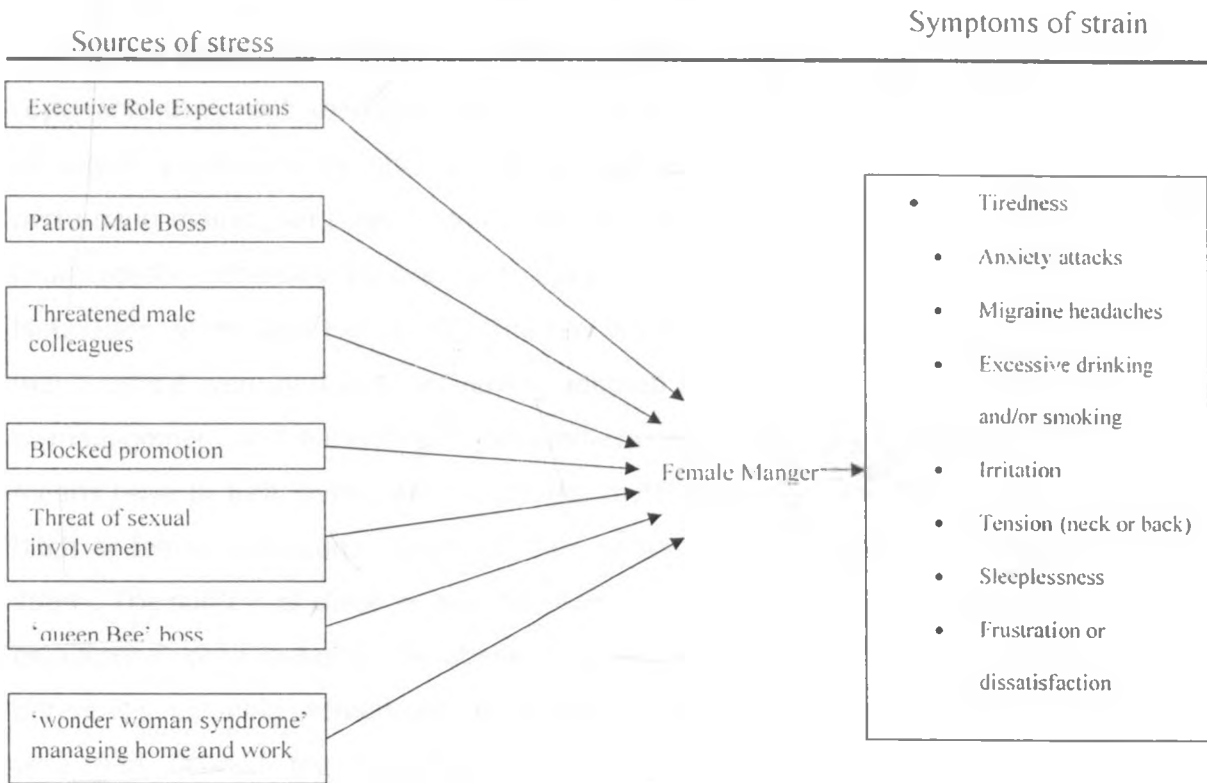 Sources of stress
Symptoms of strain
Executive Role Expectations
Patron Male Boss
Threatened male
colleagues
Blocked promotion
Threat of sexual
involvement
'queen Bee' boss
'wonder woman syndrome'
managing home and work
Female Manger
• Tiredness
• Anxiety attacks
• Migraine headaches
• Excessive drinking
and/or smoking
• Irritation
• Tension (neck or back)
• Sleeplessness
• Frustration or
dissatisfaction